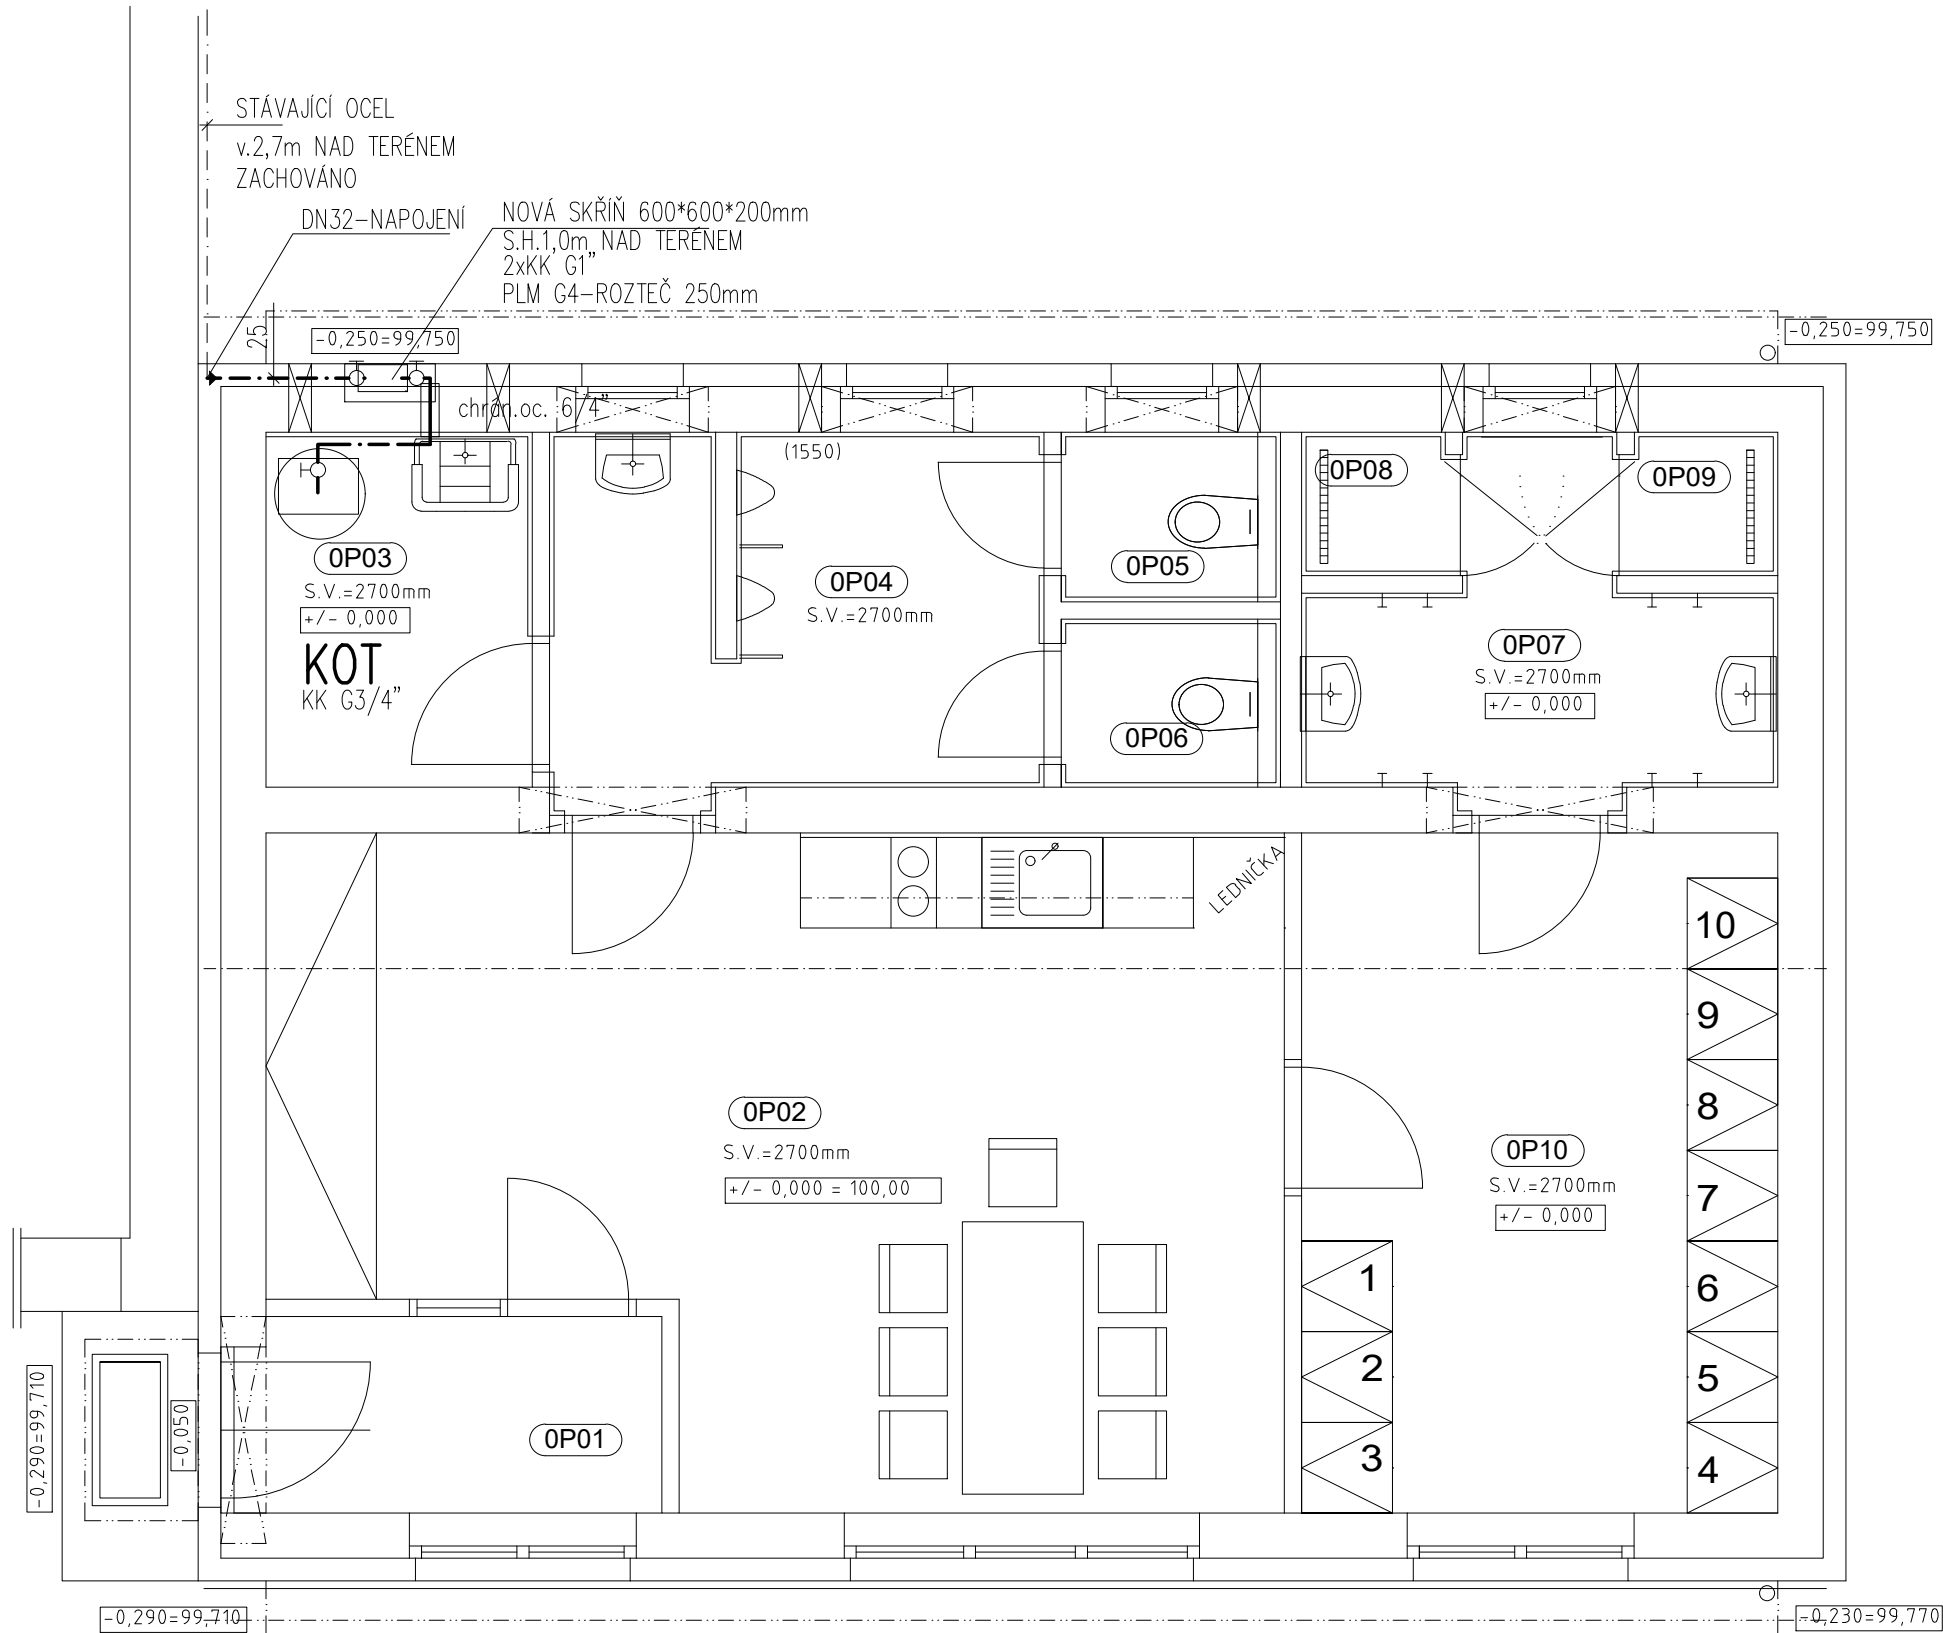 STÁVAJÍCÍ OCEL
v.2,7m NAD TERÉNEM
ZACHOVÁNO
DN32-NAPOJENÍ
NOVÁ SKŘÍŇ 600*600*200mm
S.H.1,0m NAD TERÉNEM
2xKK G1"
PLM G4-ROZTEČ 250mm
25
-0,250=99,750
-0,250=99,750
chrán.oc. 6/4"
(1550)
0P08
0P09
0P03
S.V.=2700mm
+/- 0,000
KOT
KK G3/4"
0P04
S.V.=2700mm
0P05
0P06
0P07
S.V.=2700mm
+/- 0,000
LEDNIČKA
10
9
8
7
6
5
4
0P02
S.V.=2700mm
+/- 0,000 = 100,00
0P10
S.V.=2700mm
+/- 0,000
1
2
3
0P01
-0,290=99,710
-0,050
-0,290=99,710
-0,230=99,770